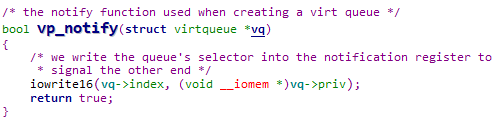 /* the notify function used when creating a virt queue */
bool vp_notify(struct virtqueue *vq)
{
    /* we write the queue's selector into the notification register to
     * signal the other end */
    iowrite16(vq->index, (void __iomem *)vq->priv);
    return true;
}